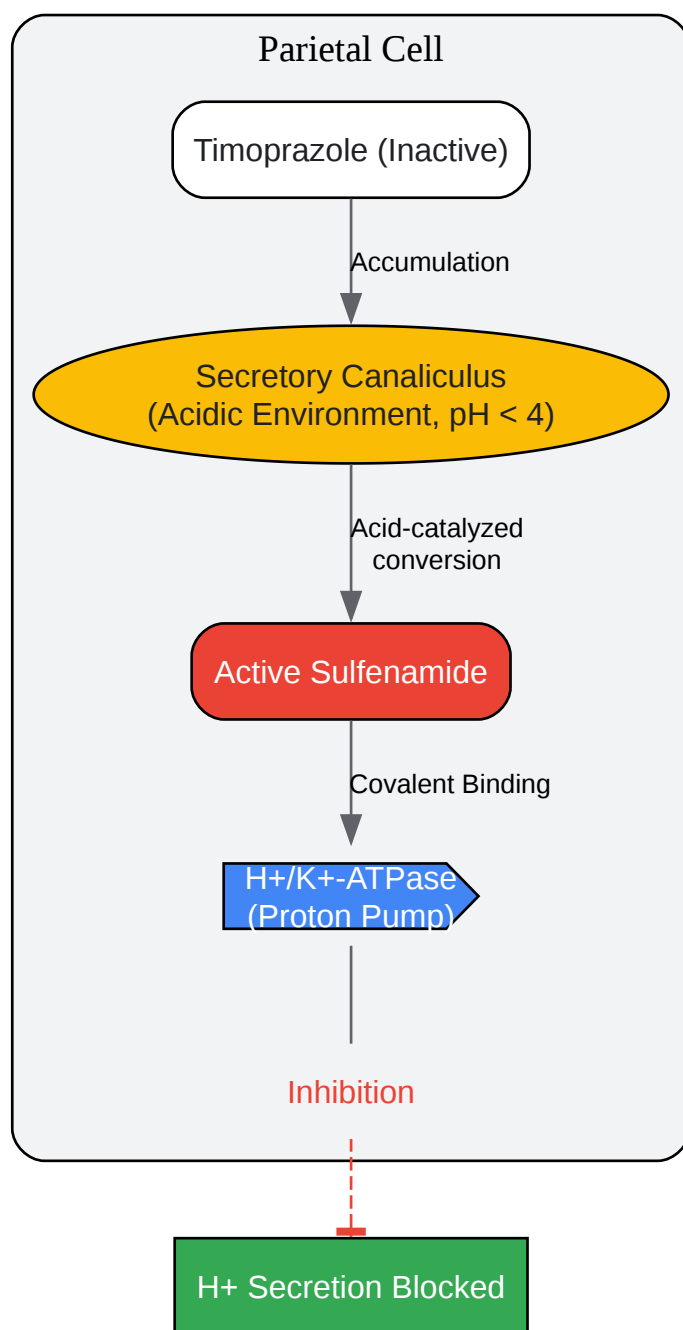 Parietal Cell
Timoprazole (Inactive)
Accumulation
Secretory Canaliculus
(Acidic Environment, pH < 4)
Acid-catalyzed
conversion
Active Sulfenamide
Covalent Binding
H+/K+-ATPase
(Proton Pump)
Inhibition
H+ Secretion Blocked